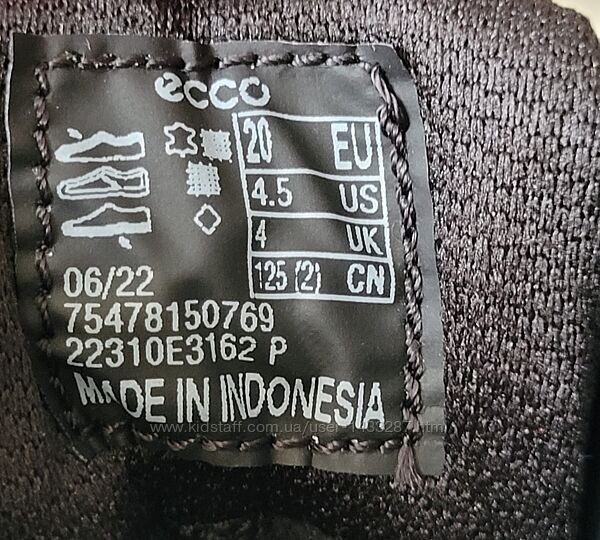 ecco
20 EU
4.5 US
4 UK
125 (2) CN
06/22
75478150769
22310E3162 P
MADE IN INDONESIA